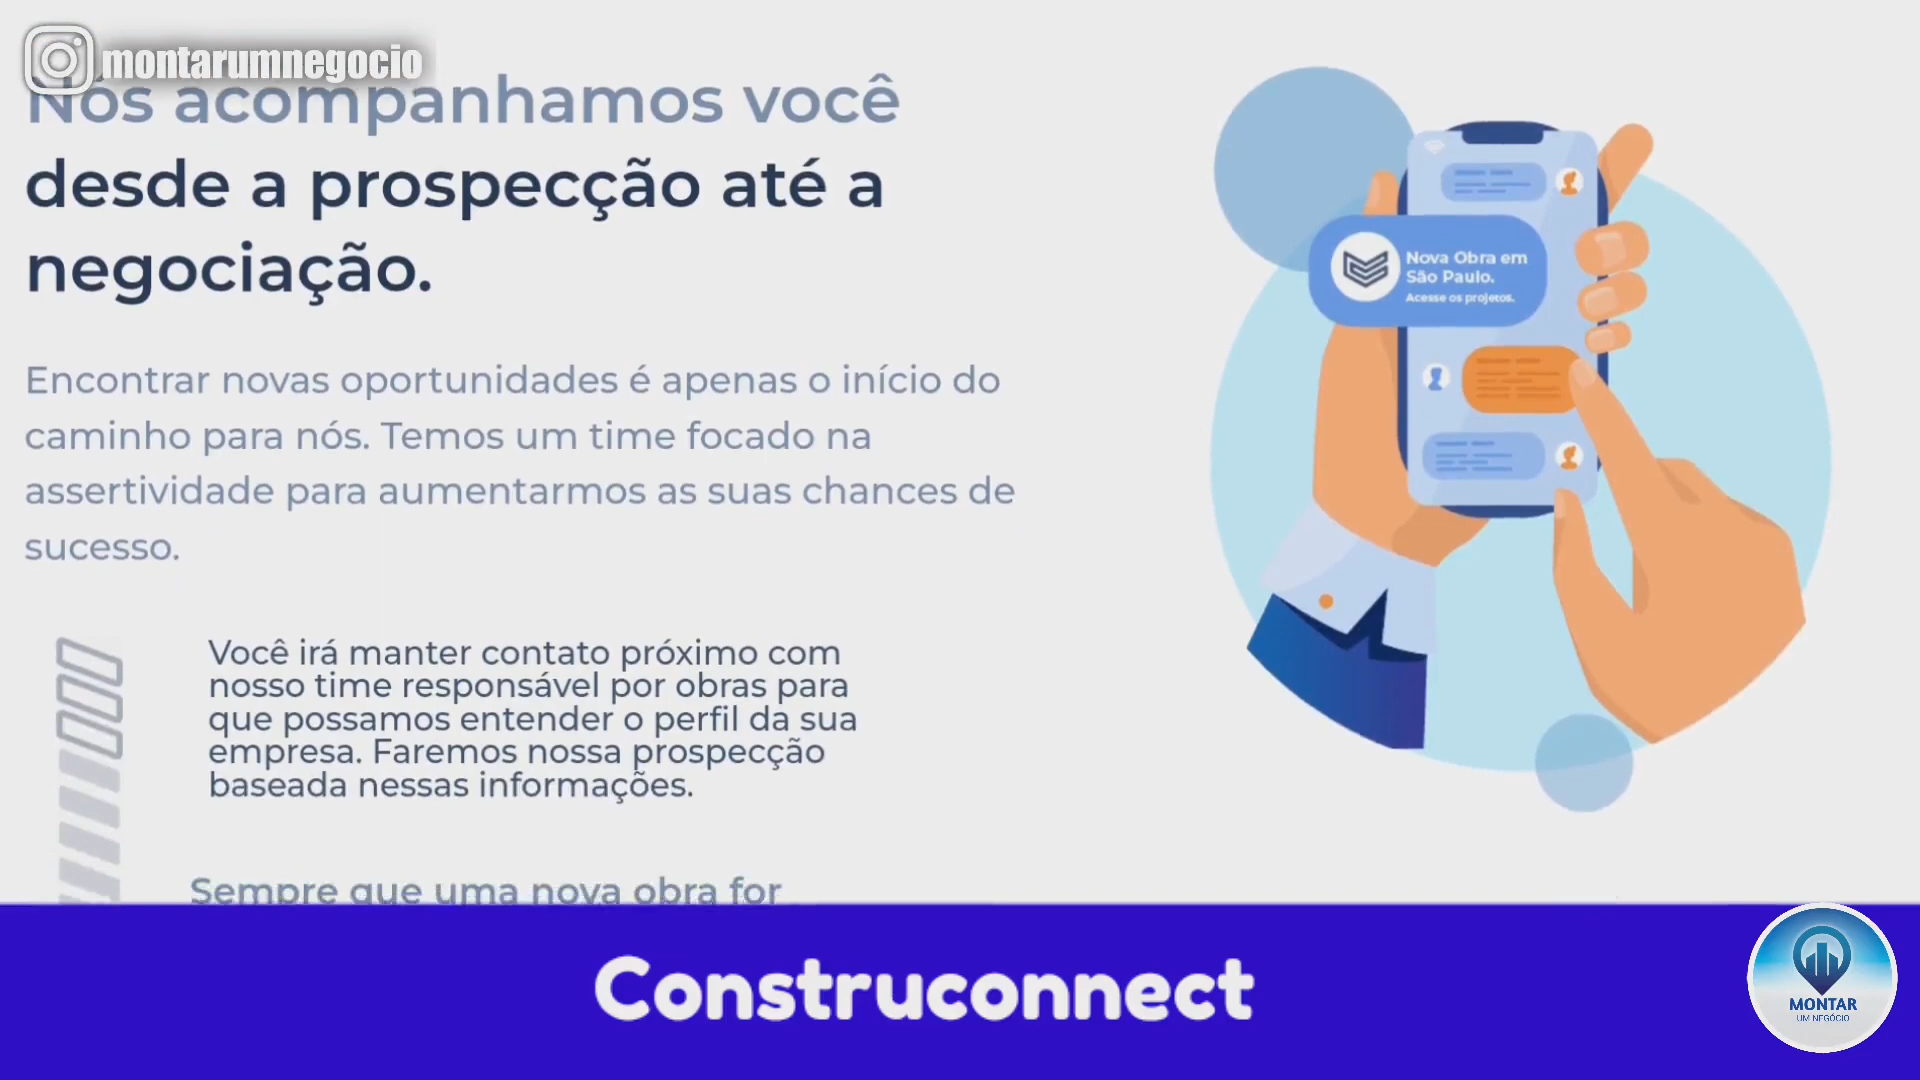 montarumnegocio
Nós acompanhamos você
desde a prospecção até a
negociação.
Encontrar novas oportunidades é apenas o início do
caminho para nós. Temos um time focado na
assertividade para aumentarmos as suas chances de
sucesso.
Você irá manter contato próximo com
nosso time responsável por obras para
que possamos entender o perfil da sua
empresa. Faremos nossa prospecção
baseada nessas informações.
Sempre que uma nova obra for
Nova Obra em
São Paulo.
Acesse os projetos.
Construconnect
MONTAR
UM NEGÓCIO